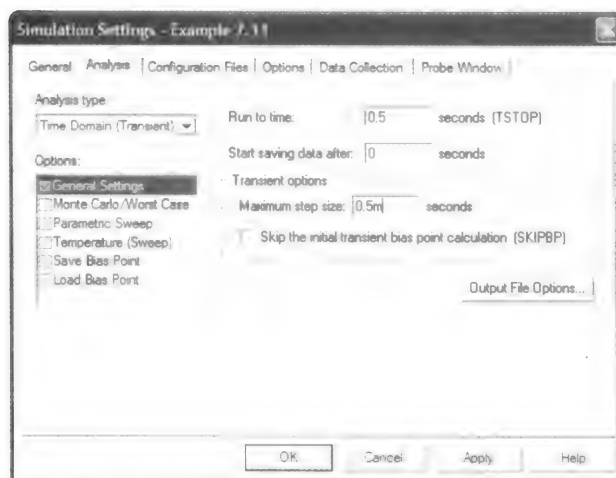 Simulation Settings - Example 7.11
General Analysis Configuration Files Options Data Collection Probe Window
Analysis type:
Time Domain (Transient)
Options:
General Settings
Monte Carlo/Worst Case
Parametric Sweep
Temperature (Sweep)
Save Bias Point
Load Bias Point
Run to time: 0.5 seconds (TSTOP)
Start saving data after: 0 seconds
Transient options
Maximum step size: 0.5m seconds
Skip the initial transient bias point calculation (SKIPBP)
Output File Options...
OK Cancel Apply Help